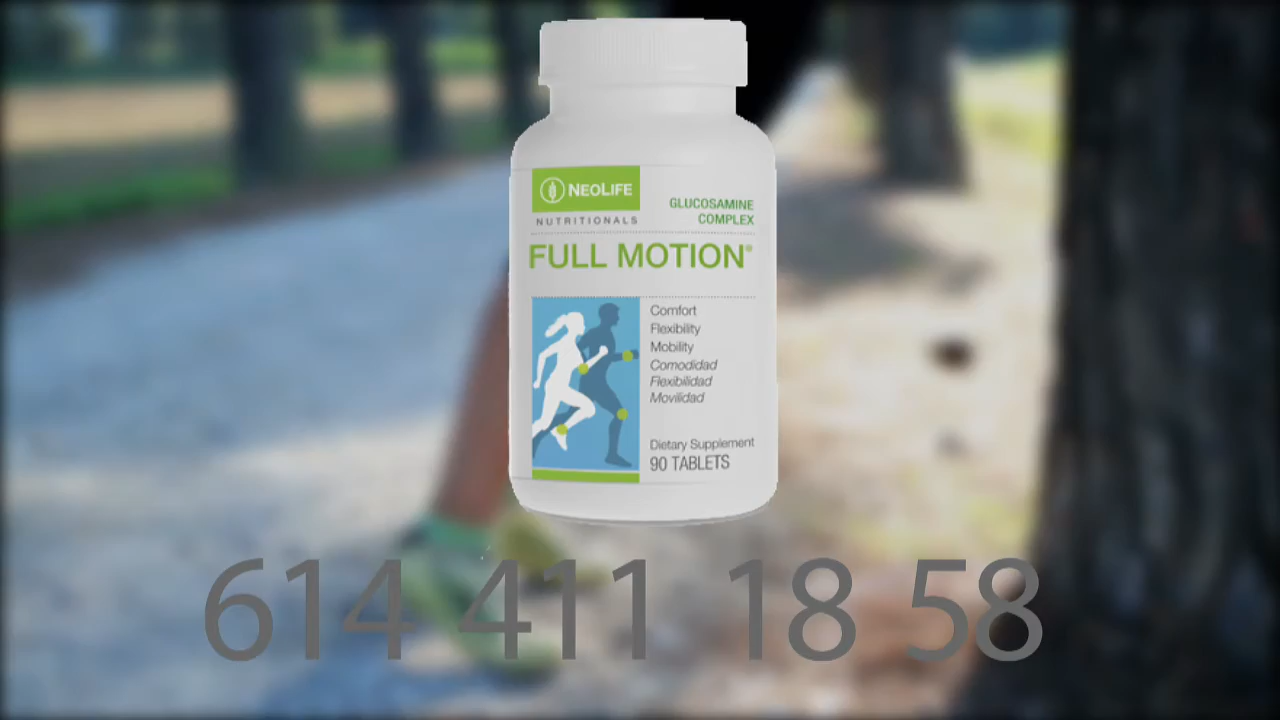 NEOLIFE
NUTRITIONALS
GLUCOSAMINE
COMPLEX
FULL MOTION®
Comfort
Flexibility
Mobility
Comodidad
Flexibilidad
Movilidad
Dietary Supplement
90 TABLETS
614 411 18 58